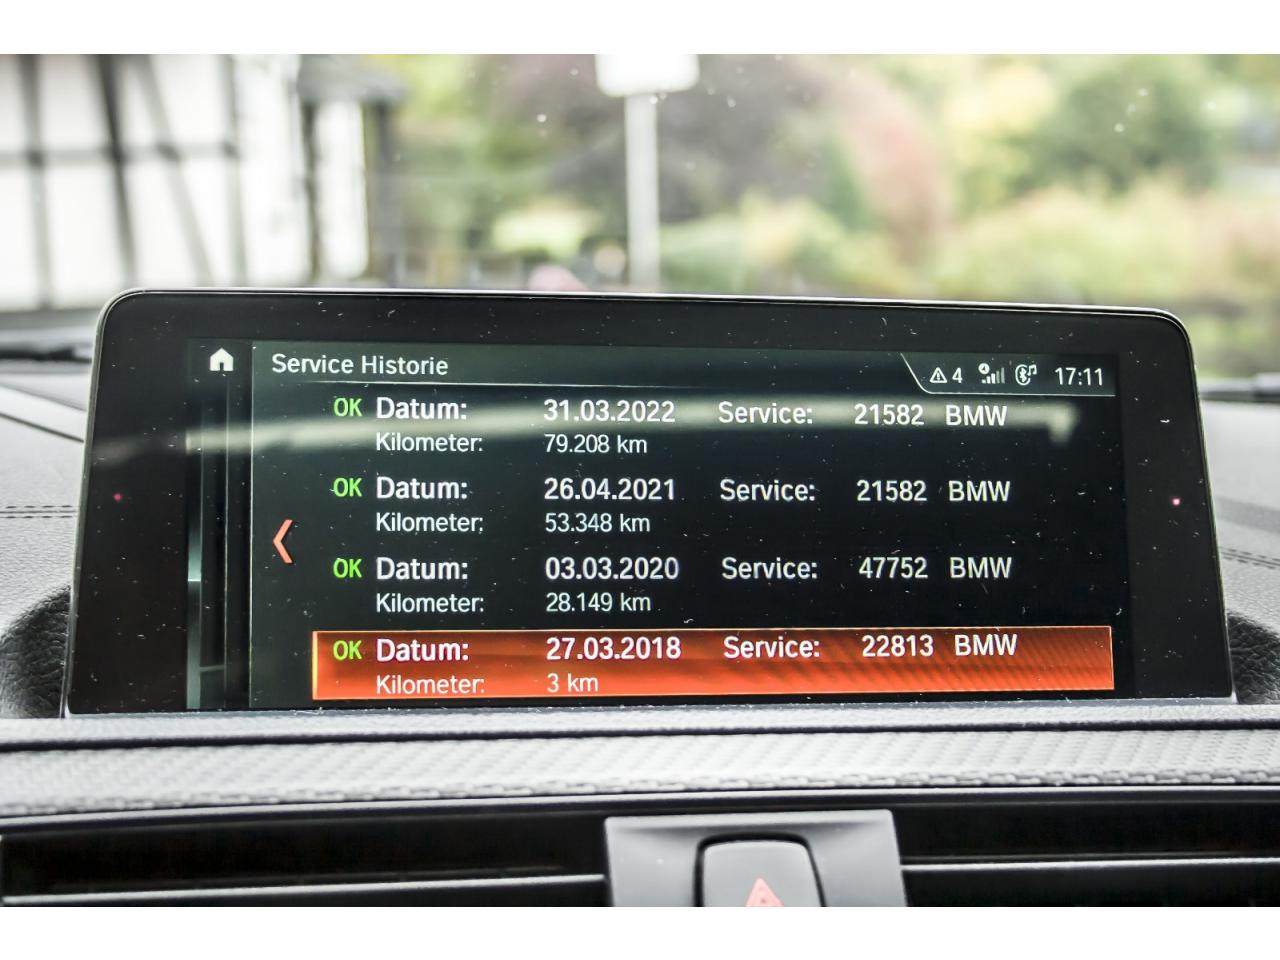 Service Historie 4 17:11
OK Datum: 31.03.2022 Service: 21582 BMW
Kilometer: 79.208 km
OK Datum: 26.04.2021 Service: 21582 BMW
Kilometer: 53.348 km
OK Datum: 03.03.2020 Service: 47752 BMW
Kilometer: 28.149 km
OK Datum: 27.03.2018 Service: 22813 BMW
Kilometer: 3 km